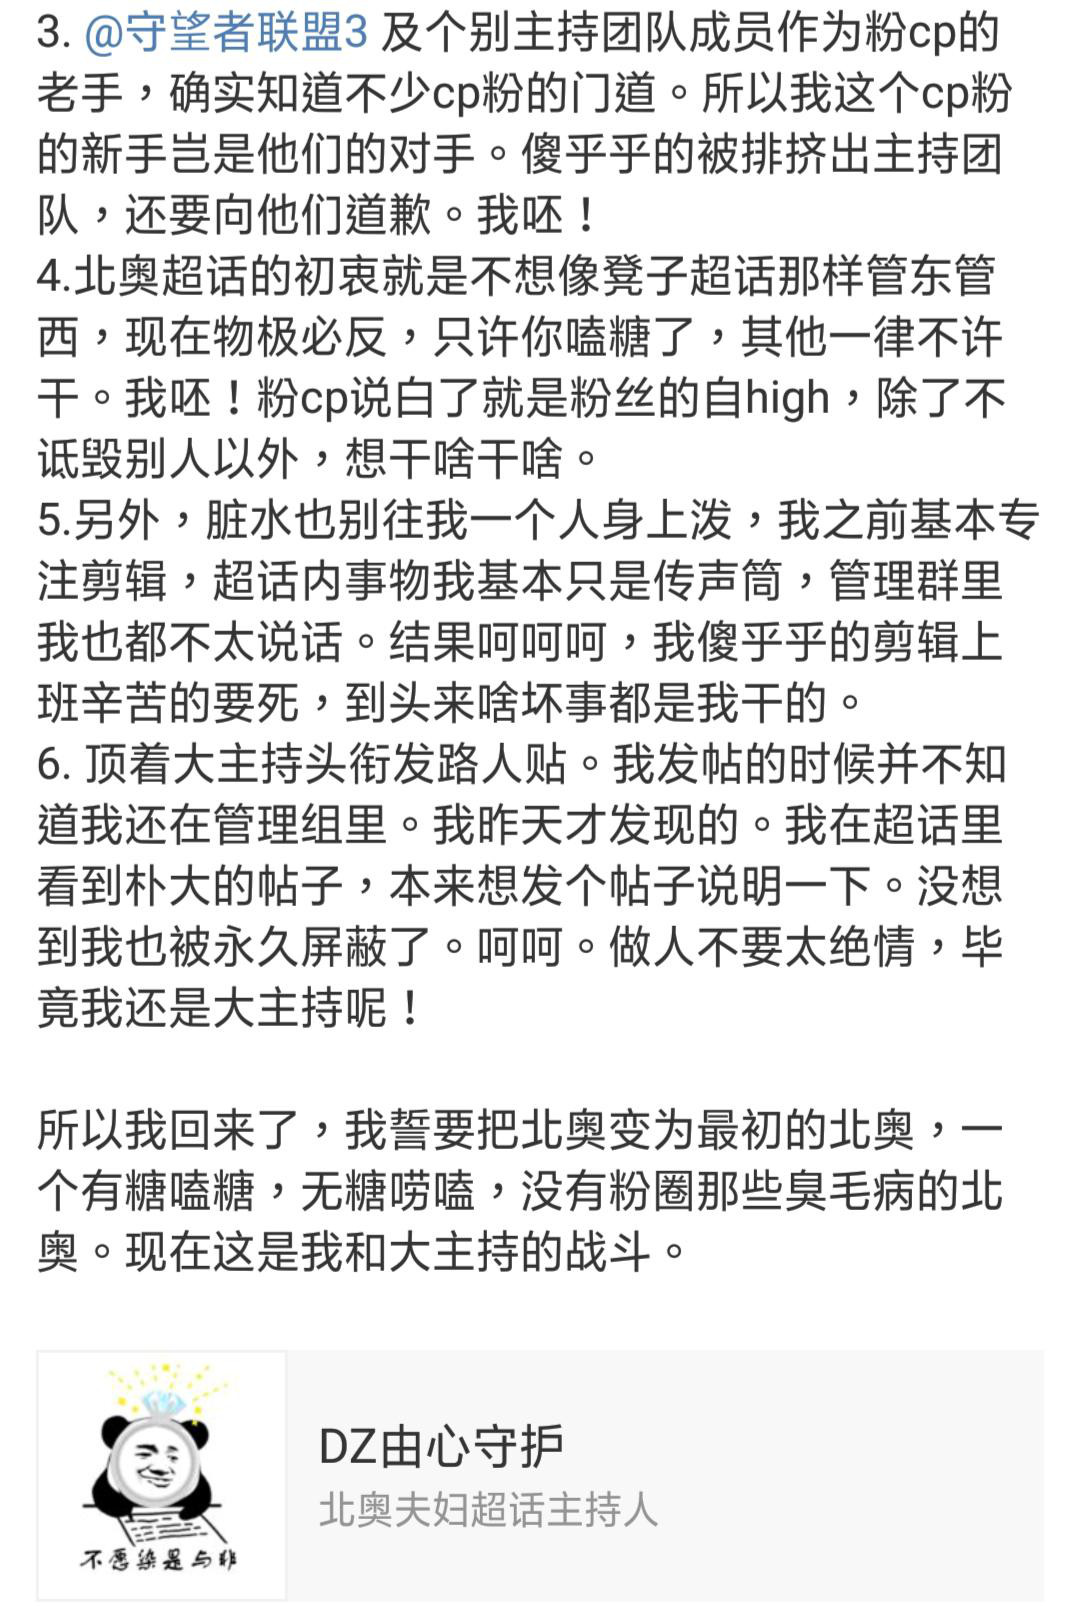 3. @守望者联盟3 及个别主持团队成员作为粉cp的
老手，确实知道不少cp粉的门道。所以我这个cp粉
的新手岂是他们的对手。傻乎乎的被排挤出主持团
队，还要向他们道歉。我呸！
4.北奥超话的初衷就是不想像凳子超话那样管东管
西，现在物极必反，只许你嗑糖了，其他一律不许
干。我呸！粉cp说白了就是粉丝的自high，除了不
诋毁别人以外，想干啥干啥。
5.另外，脏水也别往我一个人身上泼，我之前基本专
注剪辑，超话内事物我基本只是传声筒，管理群里
我也都不太说话。结果呵呵呵，我傻乎乎的剪辑上
班辛苦的要死，到头来啥坏事都是我干的。
6. 顶着大主持头衔发路人贴。我发帖的时候并不知
道我还在管理组里。我昨天才发现的。我在超话里
看到朴大的帖子，本来想发个帖子说明一下。没想
到我也被永久屏蔽了。呵呵。做人不要太绝情，毕
竟我还是大主持呢！
所以我回来了，我誓要把北奥变为最初的北奥，一
个有糖嗑糖，无糖唠嗑，没有粉圈那些臭毛病的北
奥。现在这是我和大主持的战斗。
DZ由心守护
北奥夫妇超话主持人
不愿染是与非